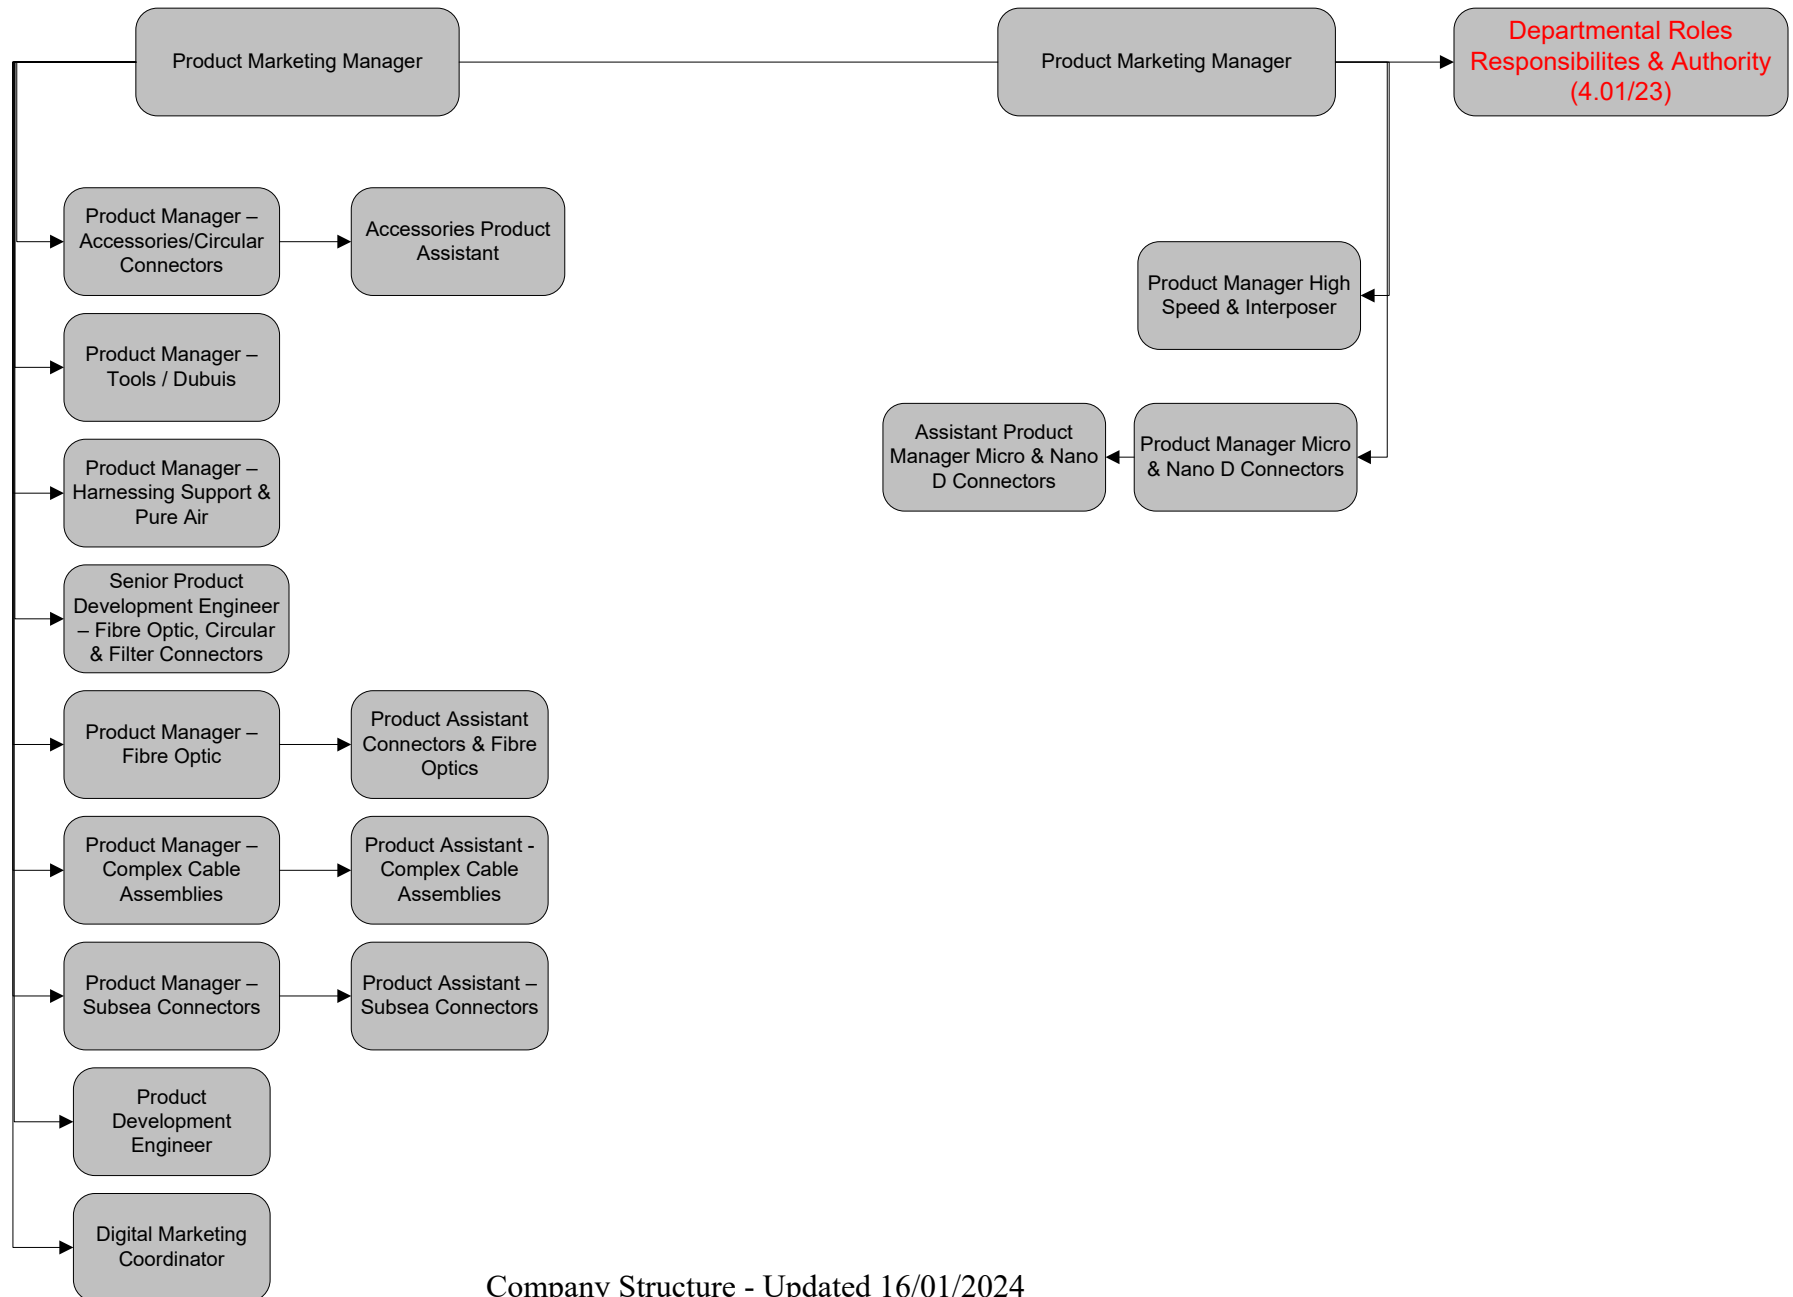 Product Marketing Manager
Product Marketing Manager
Departmental Roles
Responsibilites & Authority
(4.01/23)
Product Manager –
Accessories/Circular
Connectors
Accessories Product
Assistant
Product Manager High
Speed & Interposer
Product Manager –
Tools / Dubuis
Assistant Product
Manager Micro & Nano
D Connectors
Product Manager Micro
& Nano D Connectors
Product Manager –
Harnessing Support &
Pure Air
Senior Product
Development Engineer
– Fibre Optic, Circular
& Filter Connectors
Product Manager –
Fibre Optic
Product Assistant
Connectors & Fibre
Optics
Product Manager –
Complex Cable
Assemblies
Product Assistant -
Complex Cable
Assemblies
Product Manager –
Subsea Connectors
Product Assistant –
Subsea Connectors
Product
Development
Engineer
Digital Marketing
Coordinator
Company Structure - Updated 16/01/2024